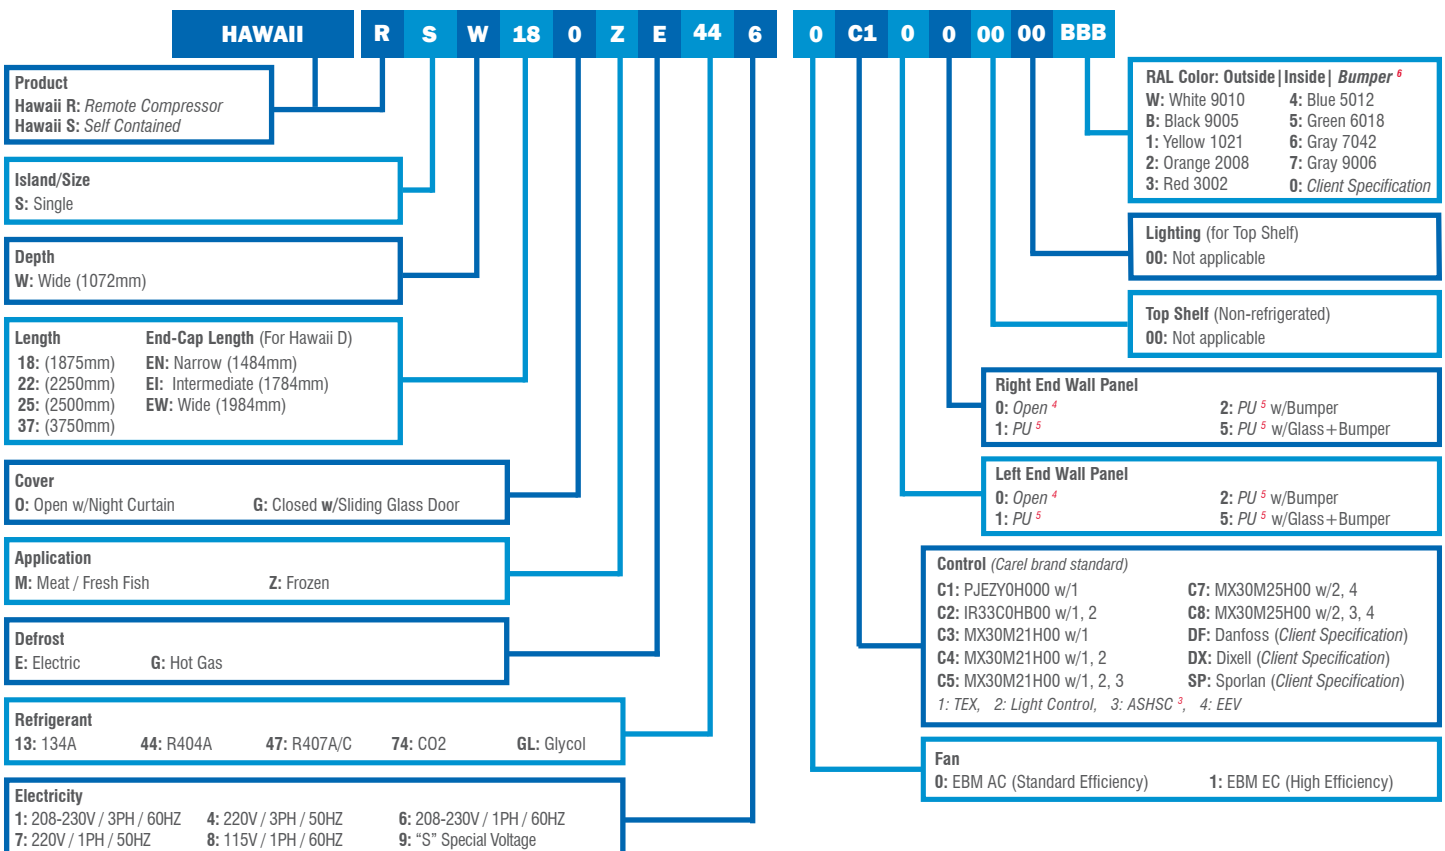 HAWAII R S W 18 0 Z E 44 6 0 C1 0 0 00 00 BBB
Product
Hawaii R: Remote Compressor
Hawaii S: Self Contained
Island/Size
S: Single
Depth
W: Wide (1072mm)
Length End-Cap Length (For Hawaii D)
18: (1875mm) EN: Narrow (1484mm)
22: (2250mm) EI: Intermediate (1784mm)
25: (2500mm) EW: Wide (1984mm)
37: (3750mm)
Cover
O: Open w/Night Curtain G: Closed w/Sliding Glass Door
Application
M: Meat / Fresh Fish Z: Frozen
Defrost
E: Electric G: Hot Gas
Refrigerant
13: 134A 44: R404A 47: R407A/C 74: CO2 GL: Glycol
Electricity
1: 208-230V / 3PH / 60HZ 4: 220V / 3PH / 50HZ 6: 208-230V / 1PH / 60HZ
7: 220V / 1PH / 50HZ 8: 115V / 1PH / 60HZ 9: “S” Special Voltage
RAL Color: Outside|Inside| Bumper 6
W: White 9010 4: Blue 5012
B: Black 9005 5: Green 6018
1: Yellow 1021 6: Gray 7042
2: Orange 2008 7: Gray 9006
3: Red 3002 0: Client Specification
Lighting (for Top Shelf)
00: Not applicable
Top Shelf (Non-refrigerated)
00: Not applicable
Right End Wall Panel
0: Open 4 2: PU 5 w/Bumper
1: PU 5 5: PU 5 w/Glass+Bumper
Left End Wall Panel
0: Open 4 2: PU 5 w/Bumper
1: PU 5 5: PU 5 w/Glass+Bumper
Control (Carel brand standard)
C1: PJEZY0H000 w/1 C7: MX30M25H00 w/2, 4
C2: IR33C0HB00 w/1, 2 C8: MX30M25H00 w/2, 3, 4
C3: MX30M21H00 w/1 DF: Danfoss (Client Specification)
C4: MX30M21H00 w/1, 2 DX: Dixell (Client Specification)
C5: MX30M21H00 w/1, 2, 3 SP: Sporlan (Client Specification)
1: TEX, 2: Light Control, 3: ASHSC 3, 4: EEV
Fan
0: EBM AC (Standard Efficiency) 1: EBM EC (High Efficiency)